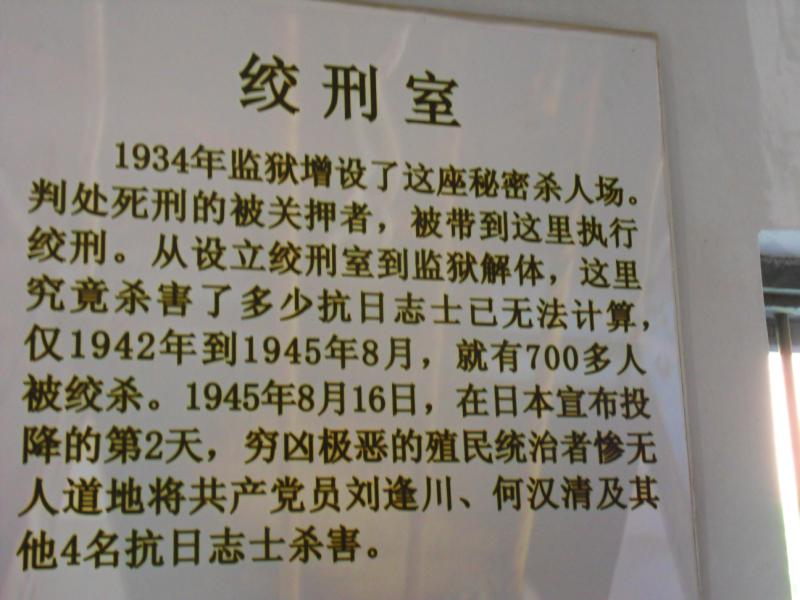 绞刑室
1934年监狱增设了这座秘密杀人场。
判处死刑的被关押者，被带到这里执行
绞刑。从设立绞刑室到监狱解体，这里
究竟杀害了多少抗日志士已无法计算，
仅1942年到1945年8月，就有700多人
被绞杀。1945年8月16日，在日本宣布投
降的第2天，穷凶极恶的殖民统治者惨无
人道地将共产党员刘逢川、何汉清及其
他4名抗日志士杀害。